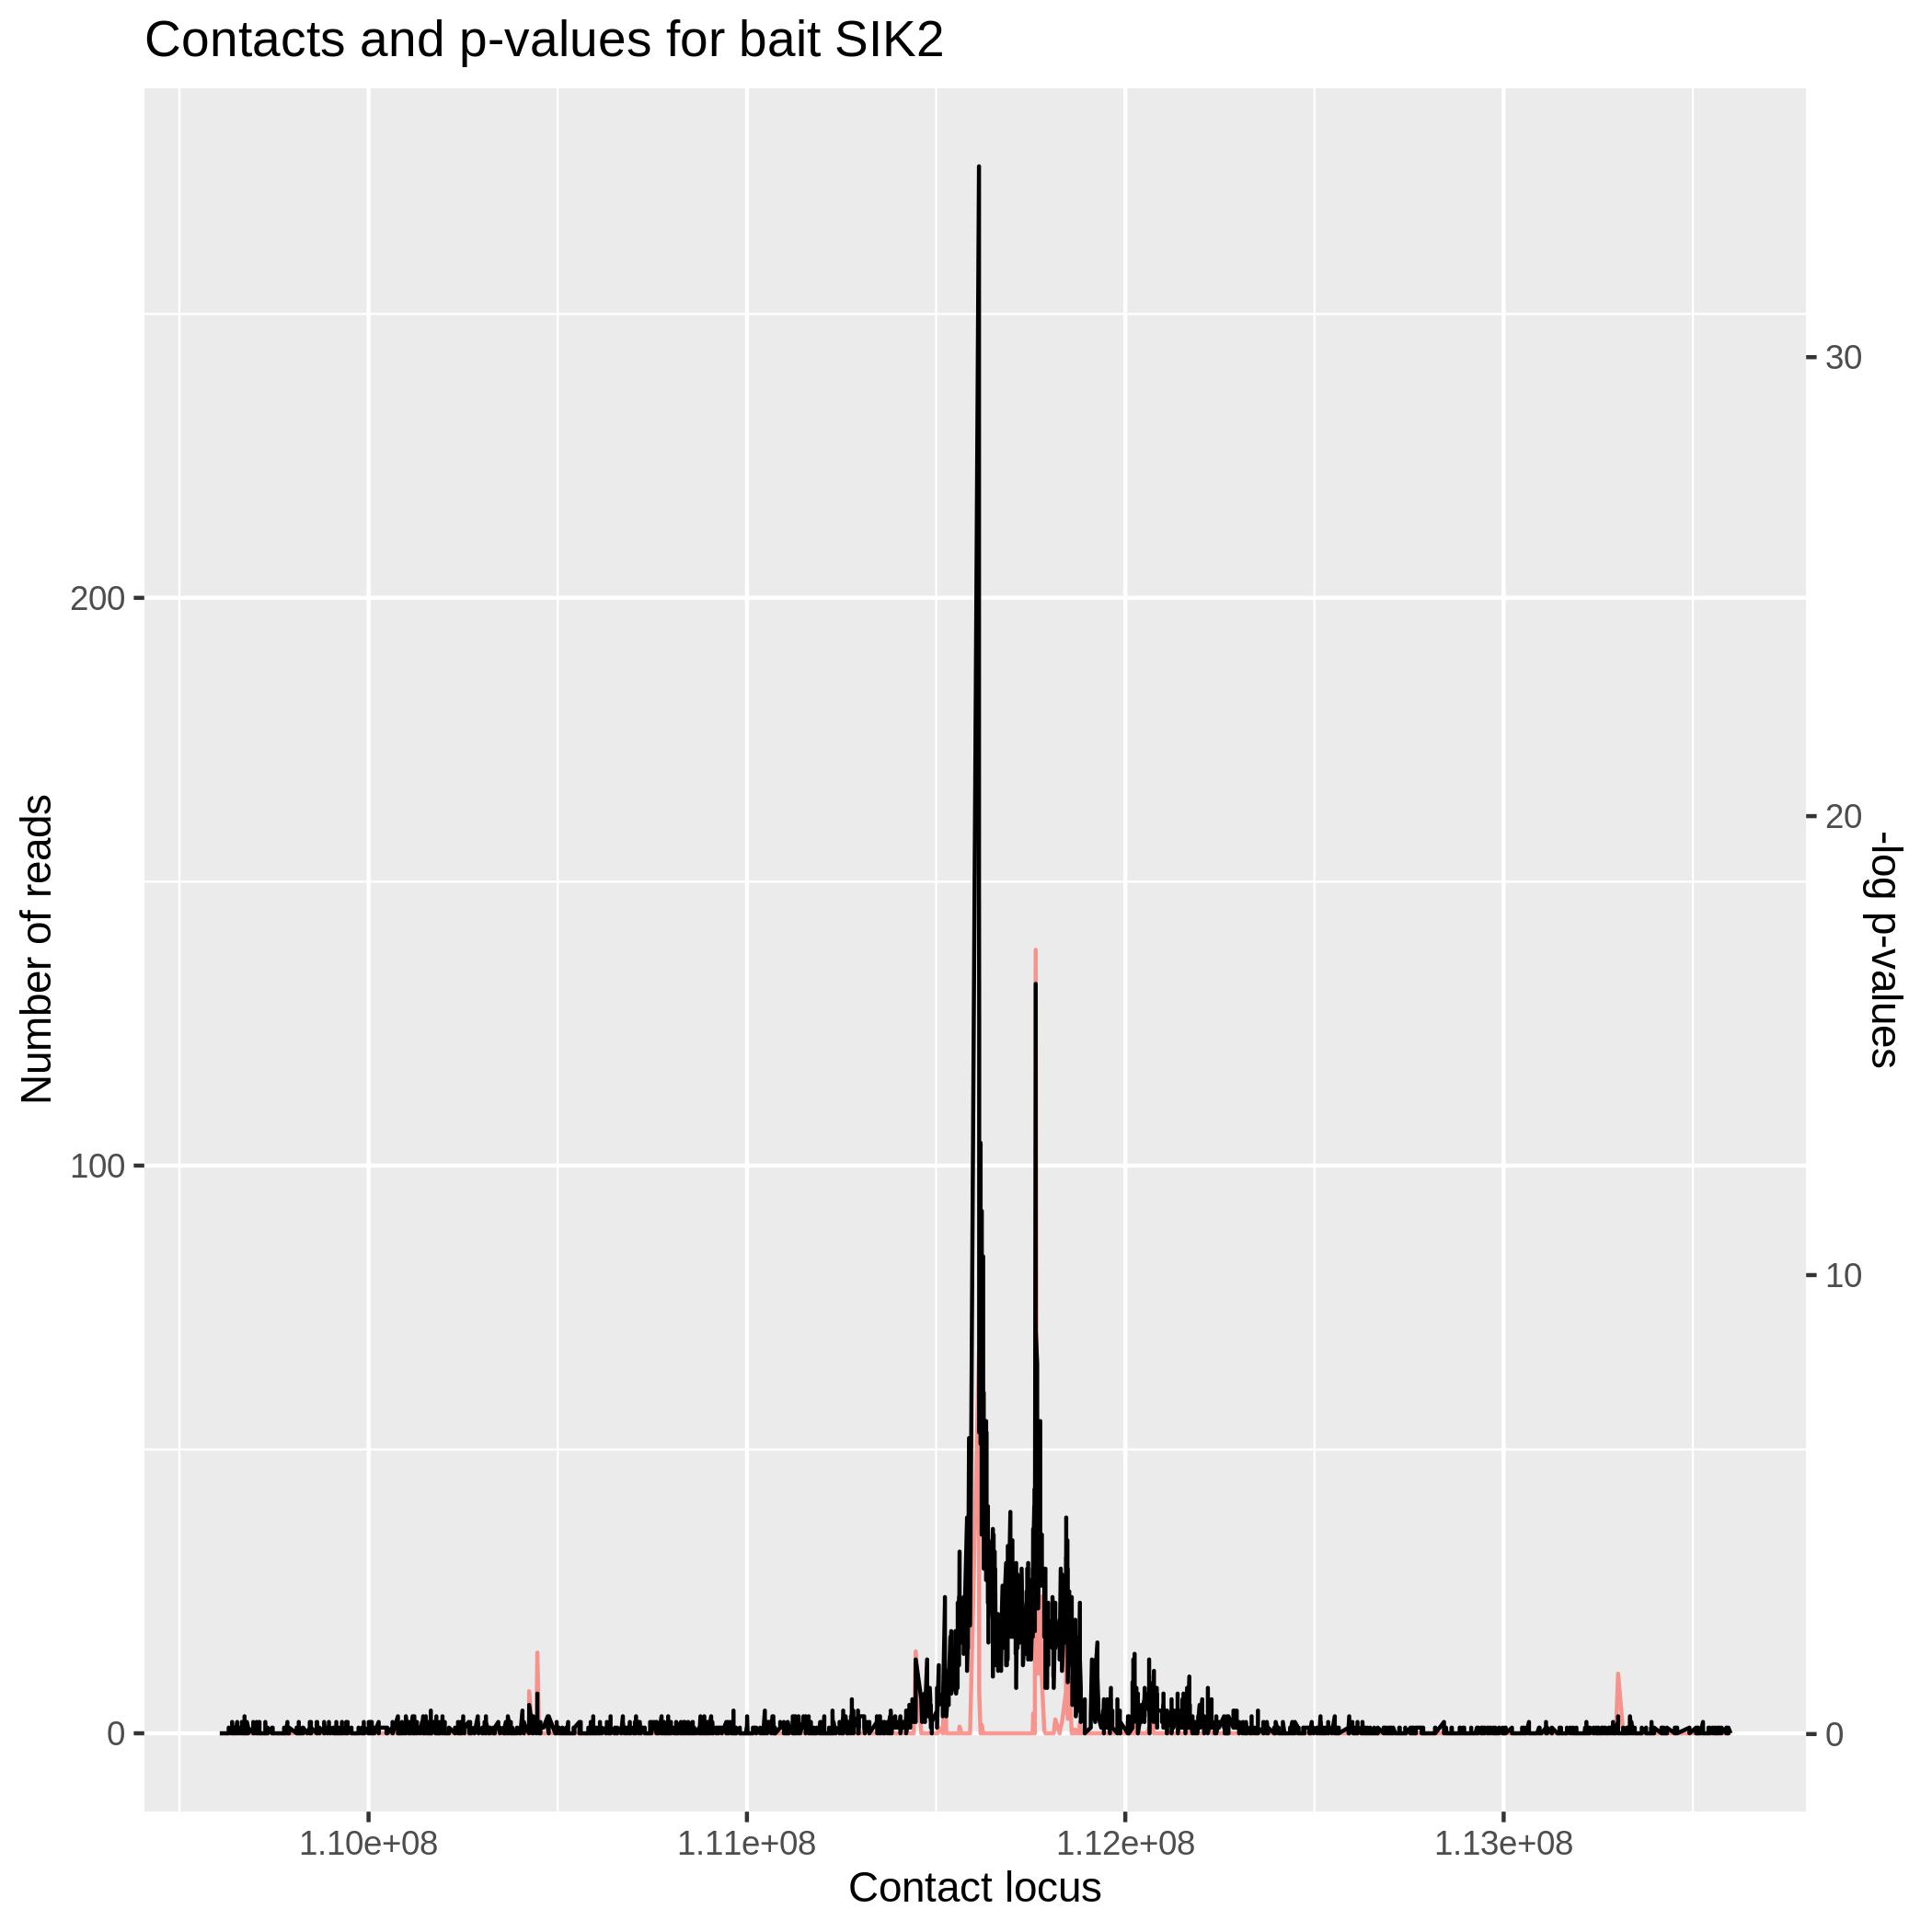 Contacts and p-values for bait SIK2
Number of reads
200
100
0
30
20
10
0
-log p-values
1.10e+08
1.11e+08
1.12e+08
1.13e+08
Contact locus